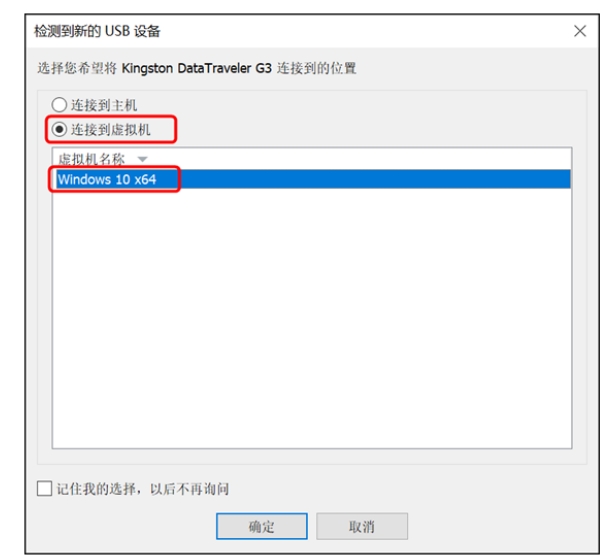 检测到新的 USB 设备
选择您希望将 Kingston DataTraveler G3 连接到的位置
连接到主机
连接到虚拟机
虚拟机名称
Windows 10 x64
记住我的选择，以后不再询问
确定
取消